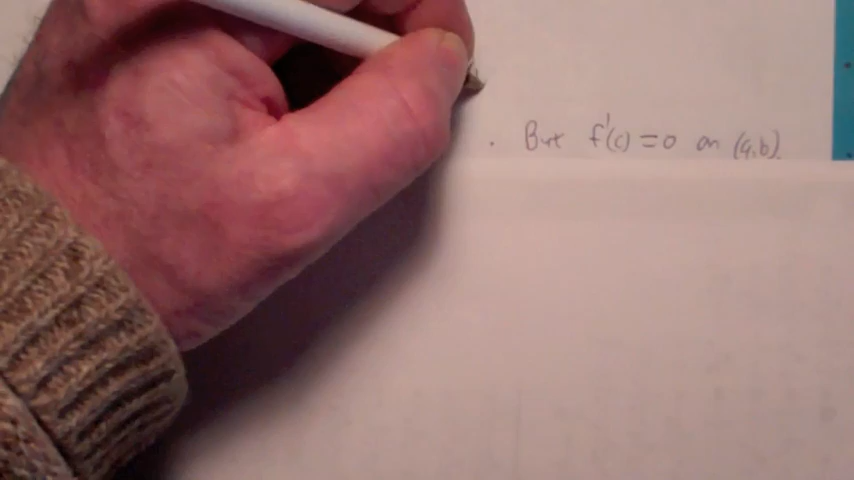 . But f'(c) = 0 on (a,b).